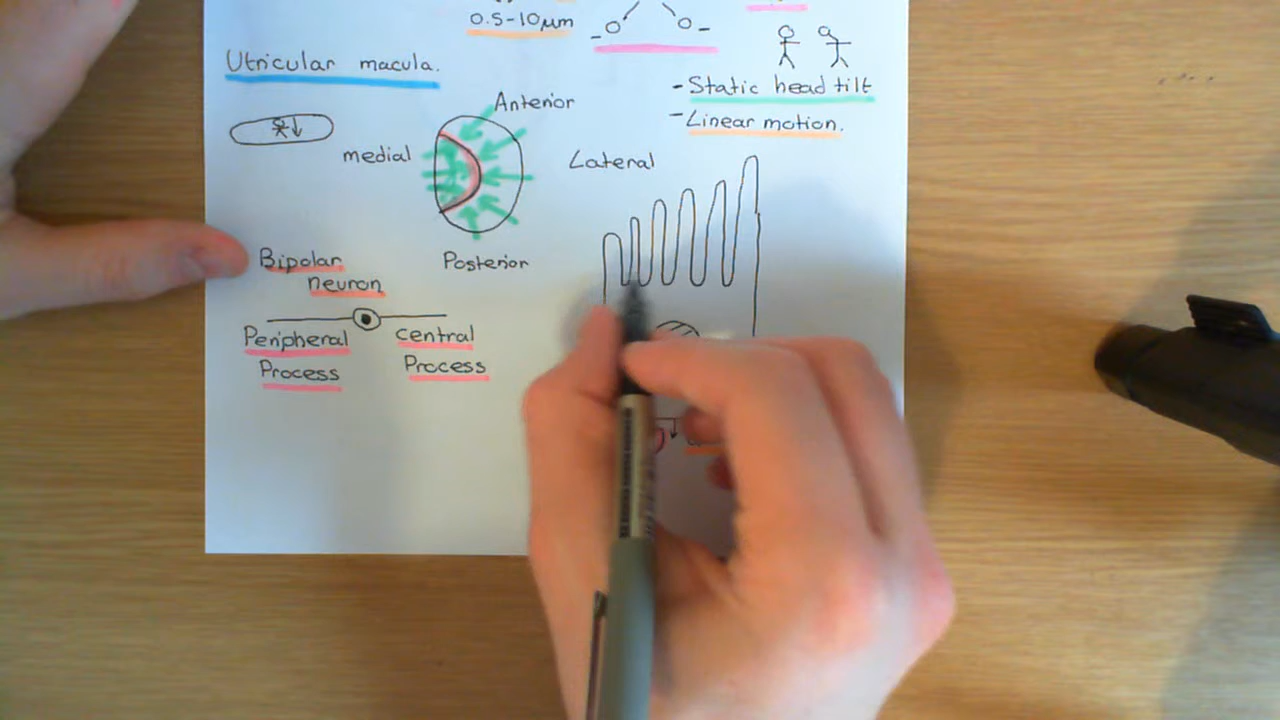 0.5-10μm
Utricular macula.
- Static head tilt
Anterior
- Linear motion.
medial
Lateral
Bipolar
neuron
Posterior
Peripheral
Process
central
Process